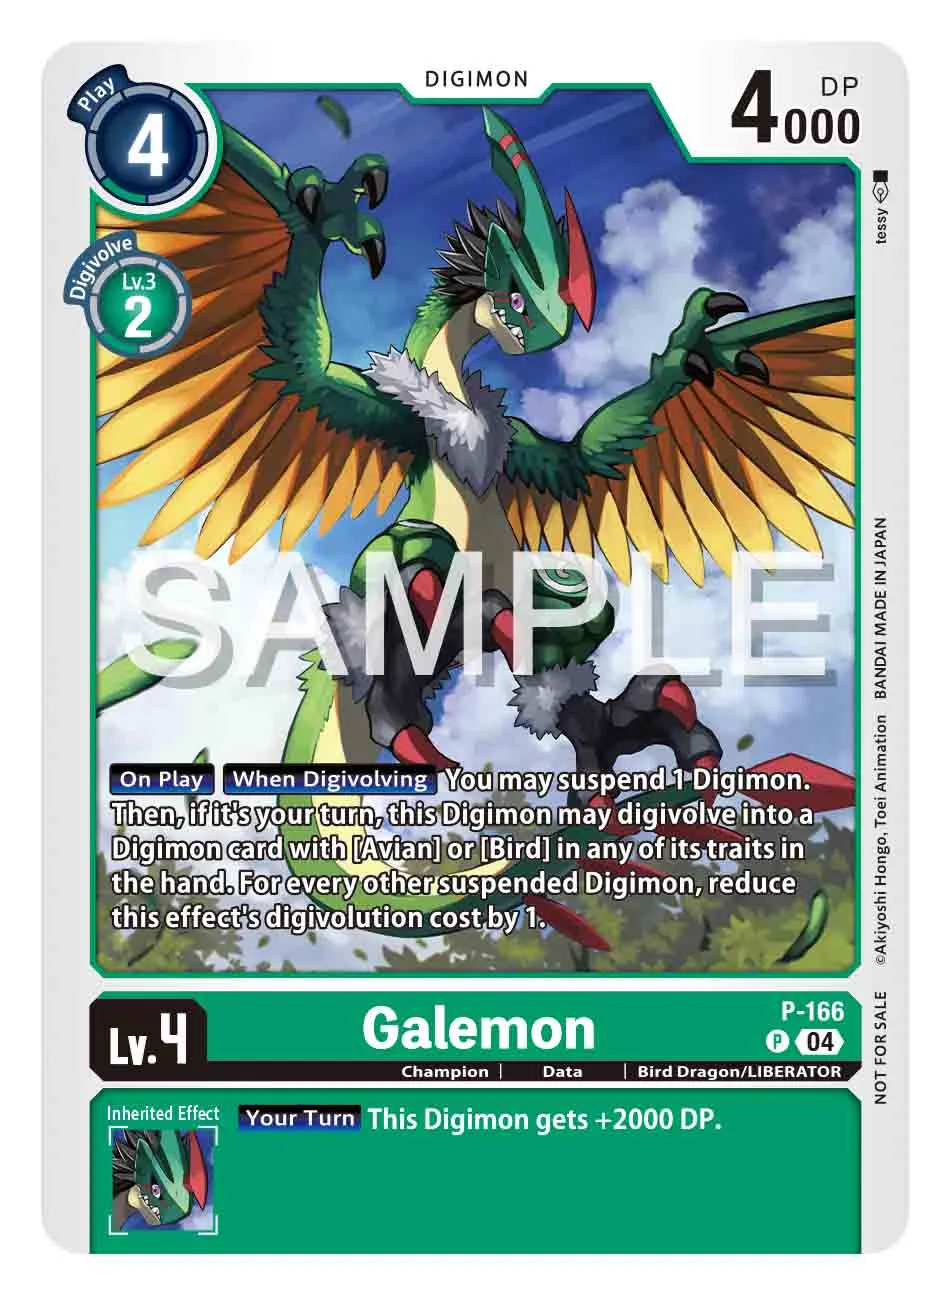 DIGIMON
Play
4
DP
4000
tessy
Digivolve
Lv.3
2
SAMPLE
On Play When Digivolving You may suspend 1 Digimon.
Then, if it's your turn, this Digimon may digivolve into a
Digimon card with [Avian] or [Bird] in any of its traits in
the hand. For every other suspended Digimon, reduce
this effect's digivolution cost by 1.
©Akiyoshi Hongo, Toei Animation BANDAI MADE IN JAPAN
NOT FOR SALE
Lv.4
Galemon
P-166
P 04
Champion | Data | Bird Dragon/LIBERATOR
Inherited Effect
Your Turn This Digimon gets +2000 DP.